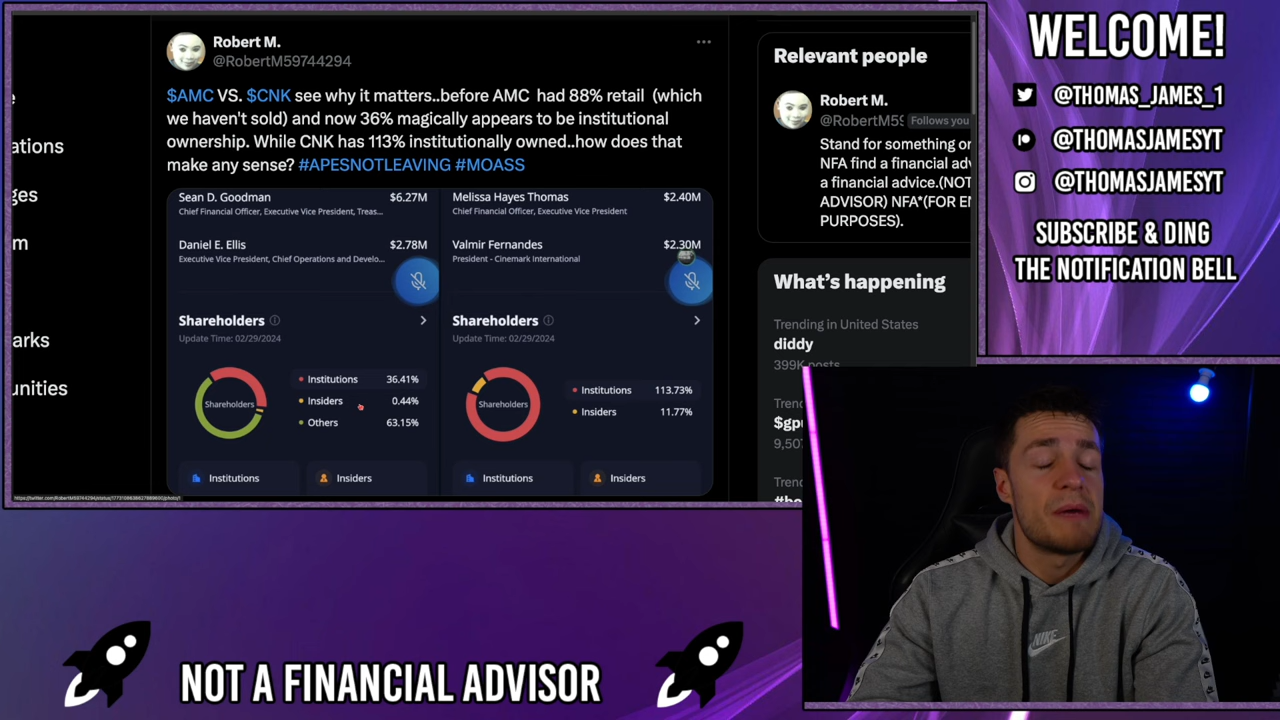 Robert M.
@RobertM59744294
$AMC VS. $CNK see why it matters..before AMC had 88% retail (which
we haven't sold) and now 36% magically appears to be institutional
ownership. While CNK has 113% institutionally owned..how does that
make any sense? #APESNOTLEAVING #MOASS
Sean D. Goodman $6.27M
Chief Financial Officer, Executive Vice President, Treas...
Daniel E. Ellis $2.78M
Executive Vice President, Chief Operations and Develo...
Shareholders
Update Time: 02/29/2024
Shareholders
Institutions 36.41%
Insiders 0.44%
Others 63.15%
Institutions
Insiders
Melissa Hayes Thomas $2.40M
Chief Financial Officer, Executive Vice President
Valmir Fernandes $2.30M
President - Cinemark International
Shareholders
Update Time: 02/29/2024
Shareholders
Institutions 113.73%
Insiders 11.77%
Institutions
Insiders
ations
ges
m
arks
unities
Relevant people
Robert M.
@RobertM59 Follows you
Stand for something or
NFA find a financial adv
a financial advice.(NOT
ADVISOR) NFA*(FOR EN
PURPOSES).
What's happening
Trending in United States
diddy
399K posts
Trend
$gp
9,507
WELCOME!
@THOMAS_JAMES_1
@THOMASJAMESYT
@THOMASJAMESYT
SUBSCRIBE & DING
THE NOTIFICATION BELL
NIKE
NOT A FINANCIAL ADVISOR